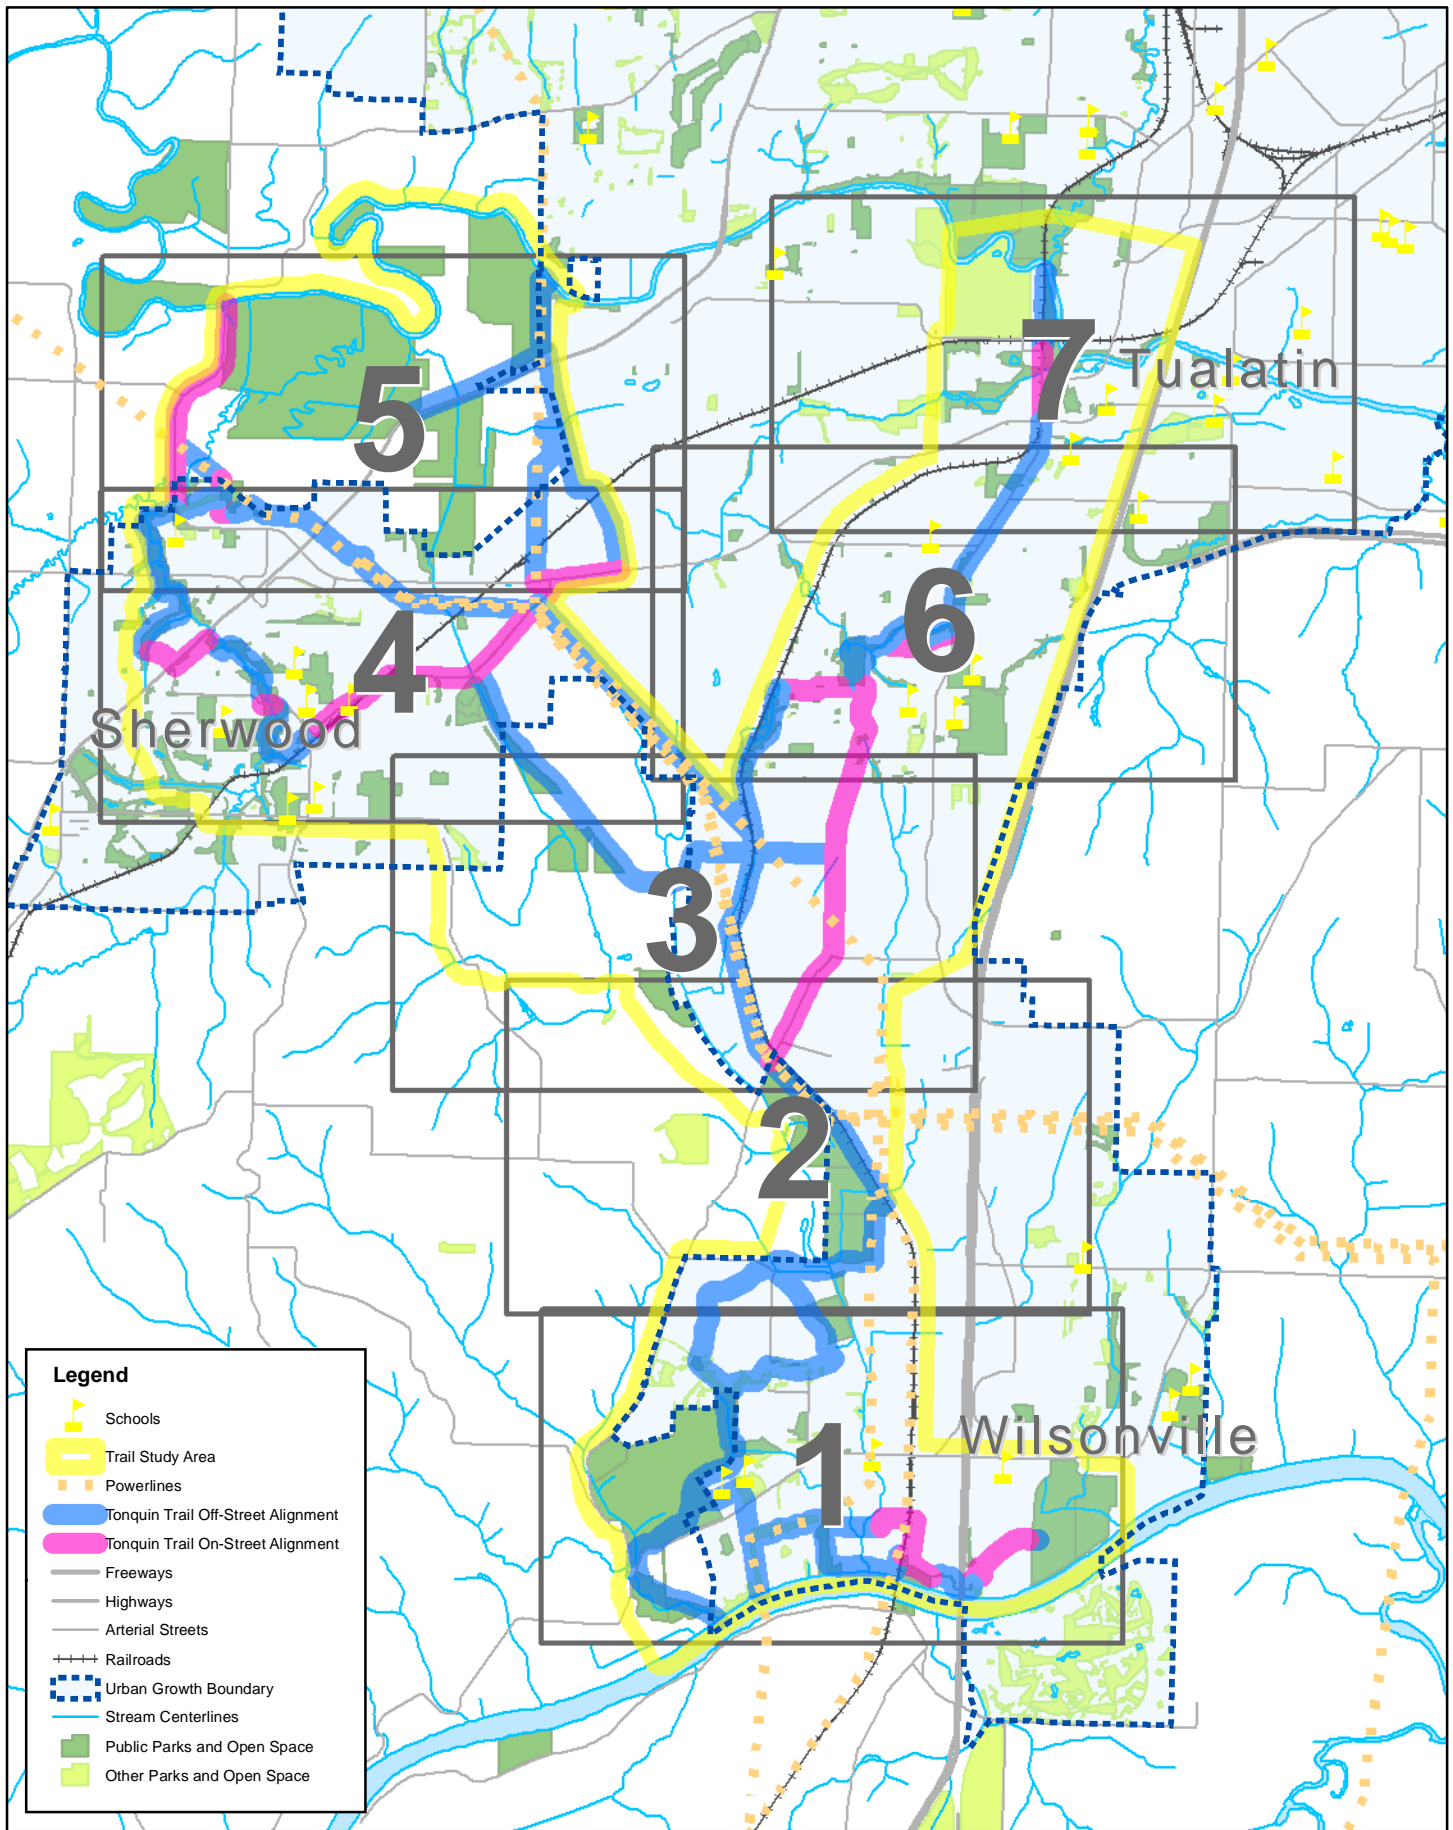 7
Tualatin
5
6
4
Sherwood
3
2
1
Wilsonville
Legend
Schools
Trail Study Area
Powerlines
Tonquin Trail Off-Street Alignment
Tonquin Trail On-Street Alignment
Freeways
Highways
Arterial Streets
Railroads
Urban Growth Boundary
Stream Centerlines
Public Parks and Open Space
Other Parks and Open Space